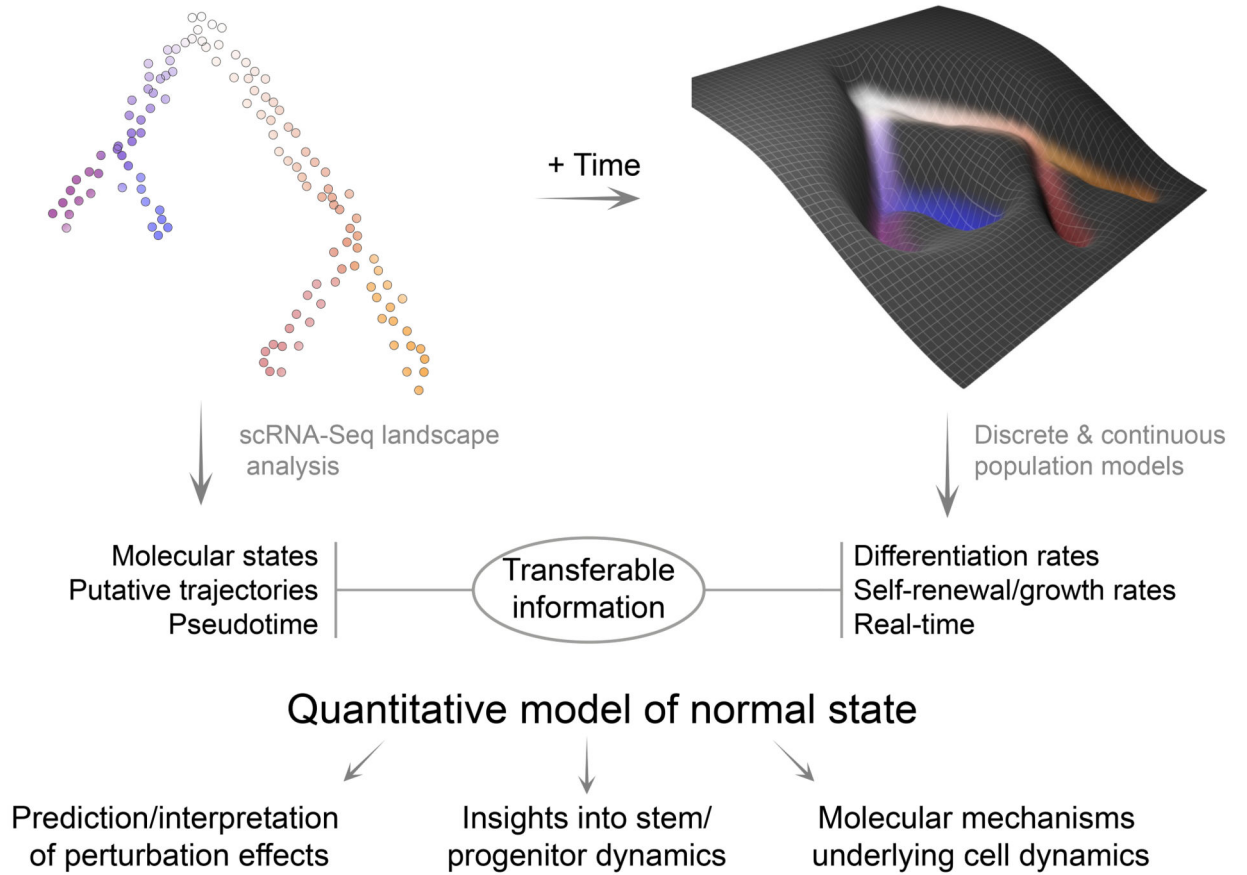 + Time
scRNA-Seq landscape
analysis
Discrete & continuous
population models
Molecular states
Putative trajectories
Pseudotime
Transferable
information
Differentiation rates
Self-renewal/growth rates
Real-time
Quantitative model of normal state
Prediction/interpretation
of perturbation effects
Insights into stem/
progenitor dynamics
Molecular mechanisms
underlying cell dynamics